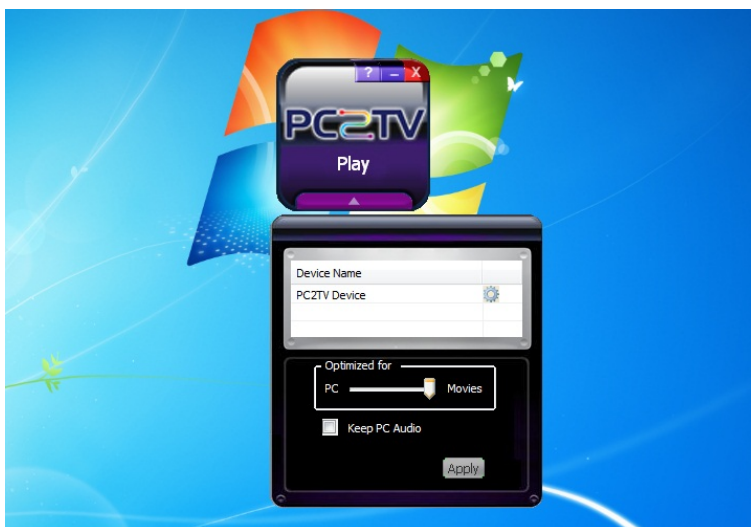 ? – X
PC2TV
Play
Device Name
PC2TV Device
Optimized for
PC Movies
Keep PC Audio
Apply